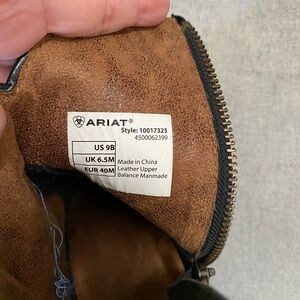 ARIAT®
Style: 10017325
4500062399
US 9B
UK 6.5M
EUR 40M
Made in China
Leather Upper
Balance Manmade